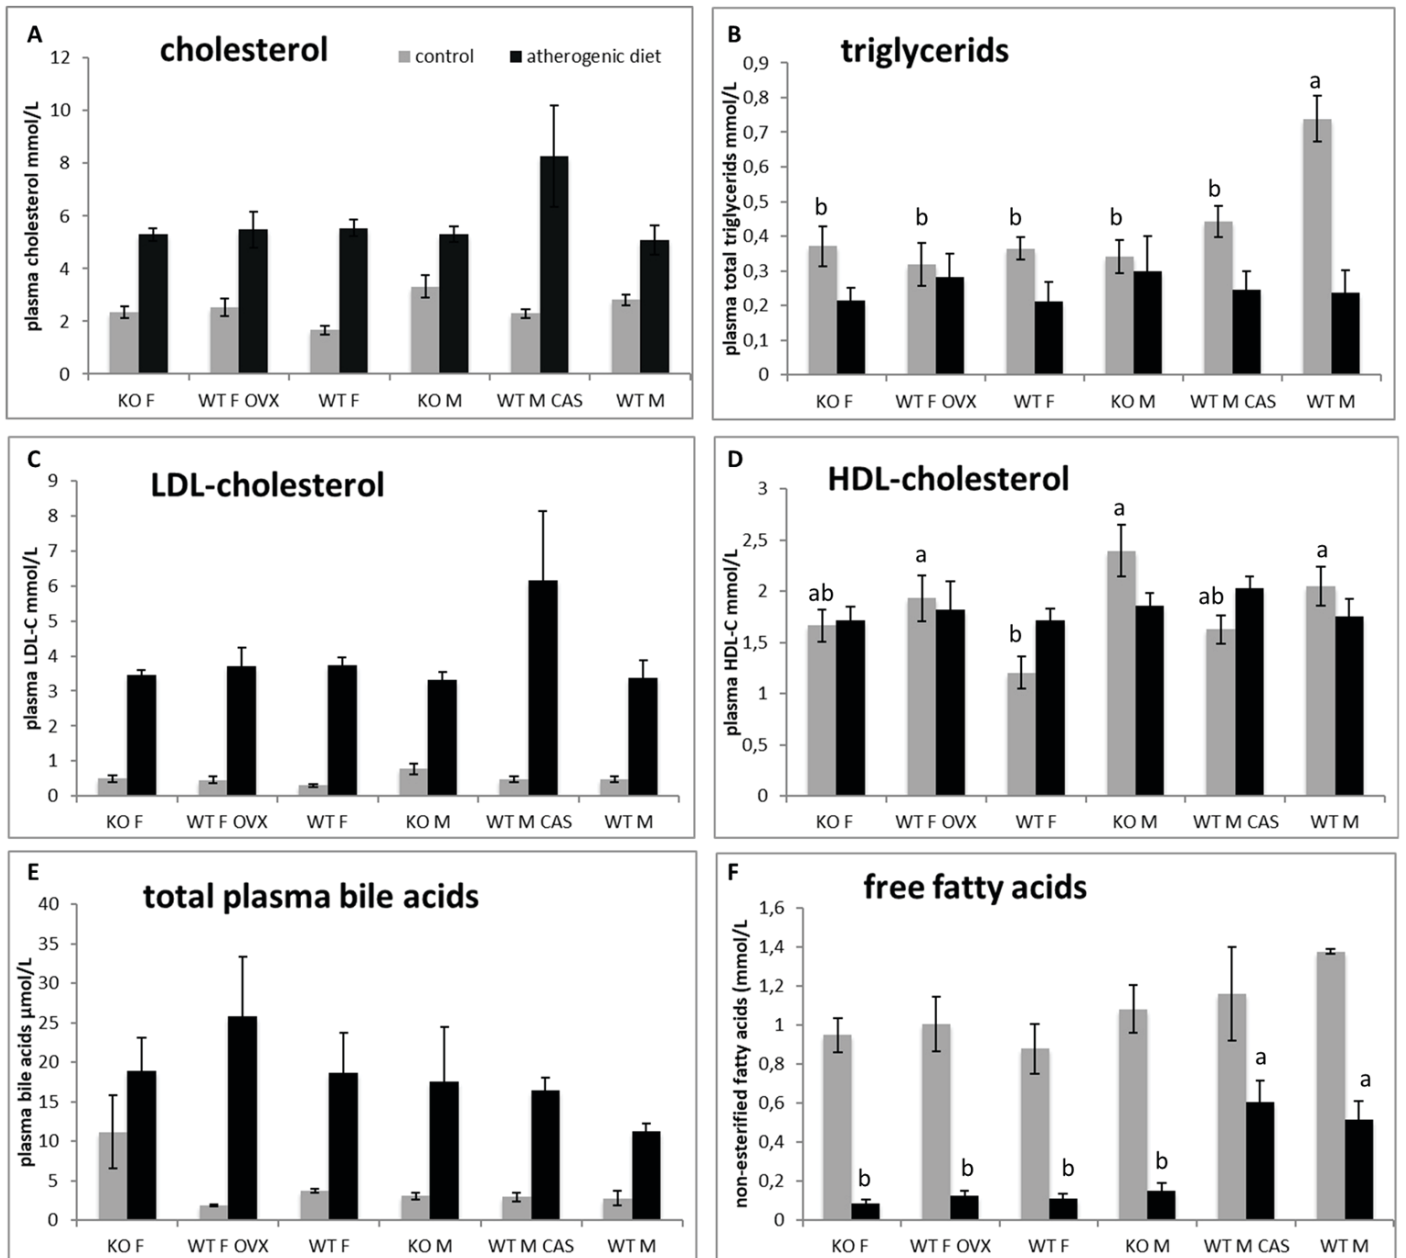 A
cholesterol
control
atherogenic diet
plasma cholesterol mmol/L
12
10
8
6
4
2
0
KO F WT F OVX WT F KO M WT M CAS WT M
B
triglycerids
plasma total triglycerids mmol/L
0,9
0,8
0,7
0,6
0,5
0,4
0,3
0,2
0,1
0
b b b b b a
KO F WT F OVX WT F KO M WT M CAS WT M
C
LDL-cholesterol
plasma LDL-C mmol/L
9
8
7
6
5
4
3
2
1
0
KO F WT F OVX WT F KO M WT M CAS WT M
D
HDL-cholesterol
plasma HDL-C mmol/L
3
2,5
2
1,5
1
0,5
0
ab a b a ab a
KO F WT F OVX WT F KO M WT M CAS WT M
E
total plasma bile acids
plasma bile acids µmol/L
40
35
30
25
20
15
10
5
0
KO F WT F OVX WT F KO M WT M CAS WT M
F
free fatty acids
non-esterified fatty acids (mmol/L
1,6
1,4
1,2
1
0,8
0,6
0,4
0,2
0
b b b b a a
KO F WT F OVX WT F KO M WT M CAS WT M